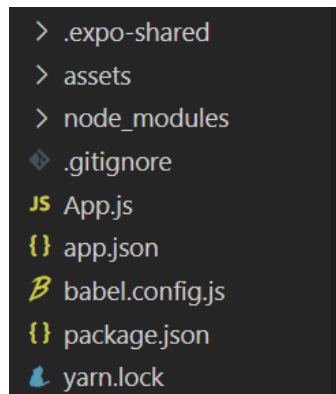 .expo-shared
assets
node_modules
.gitignore
JS App.js
{} app.json
B babel.config.js
{} package.json
yarn.lock